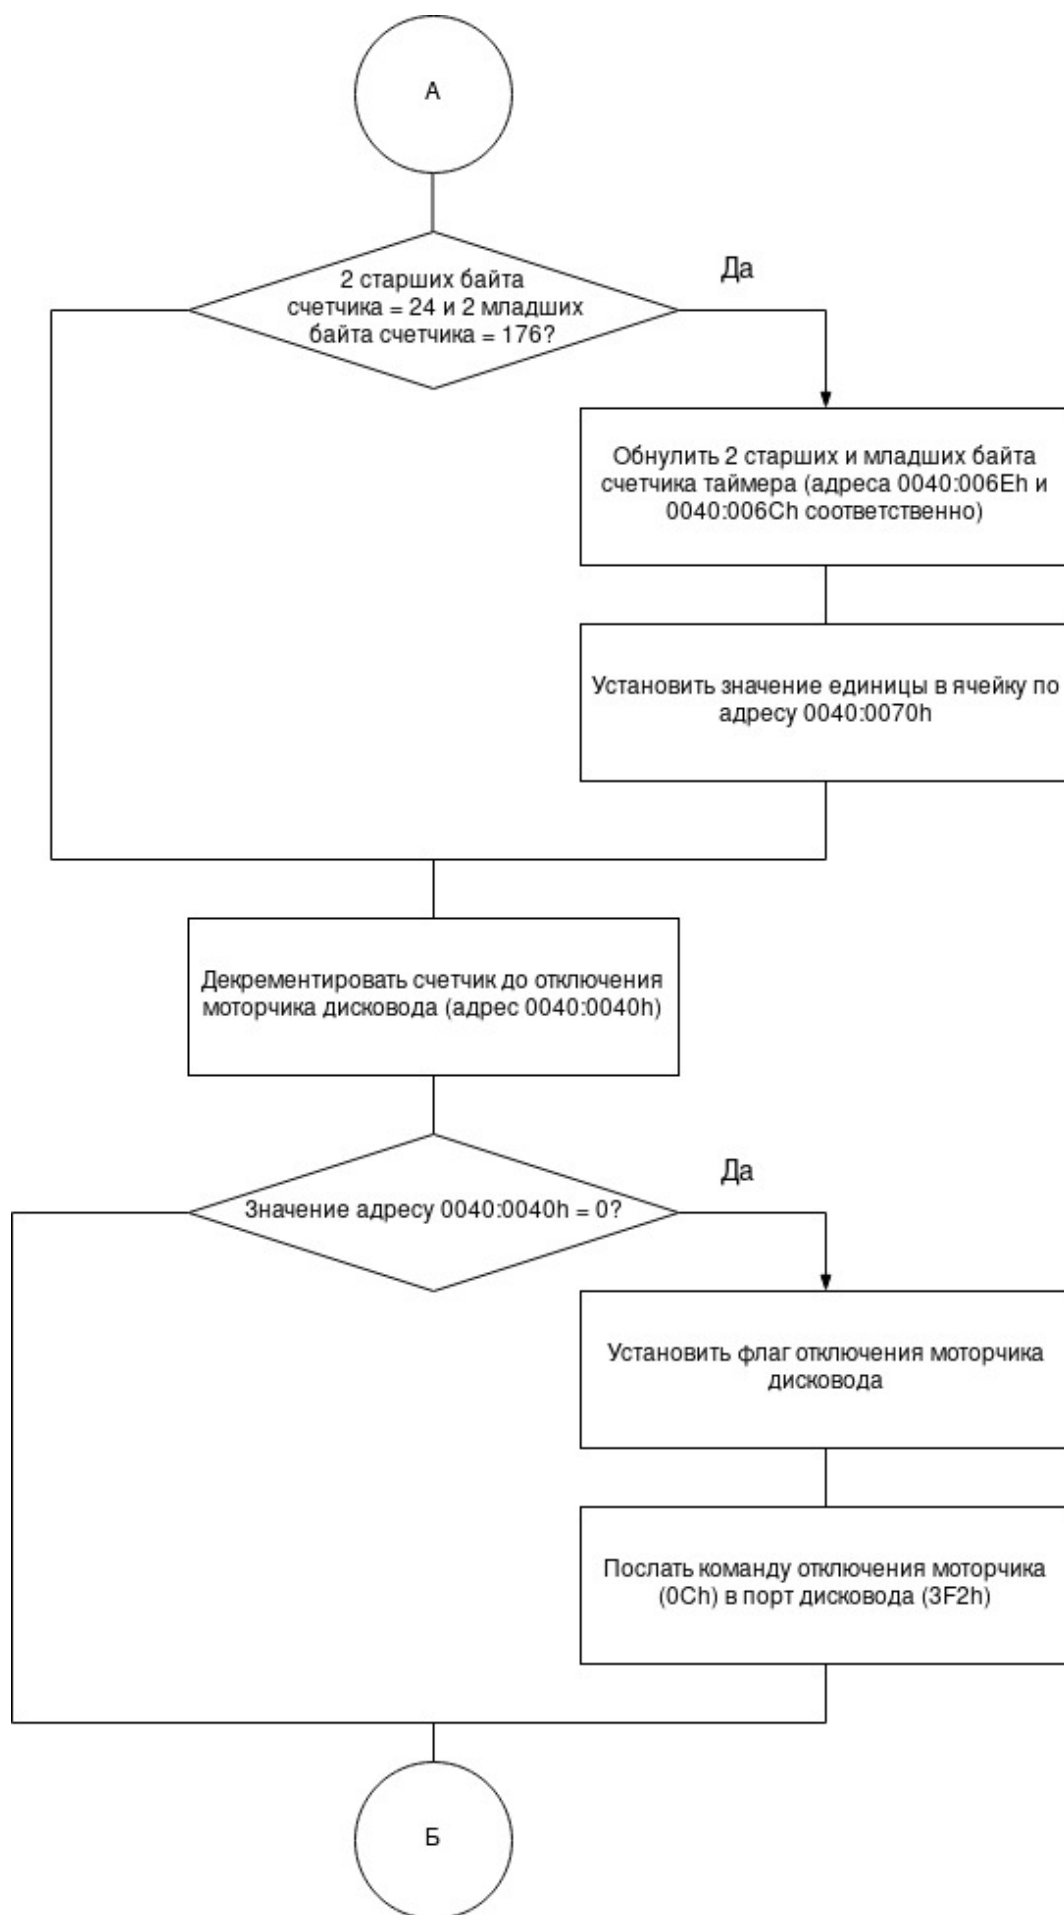 А
2 старших байта
счетчика = 24 и 2 младших
байта счетчика = 176?
Да
Обнулить 2 старших и младших байта
счетчика таймера (адреса 0040:006Eh и
0040:006Ch соответственно)
Установить значение единицы в ячейку по
адресу 0040:0070h
Декрементировать счетчик до отключения
моторчика дисковода (адрес 0040:0040h)
Значение адресу 0040:0040h = 0?
Да
Установить флаг отключения моторчика
дисковода
Послать команду отключения моторчика
(0Ch) в порт дисковода (3F2h)
Б